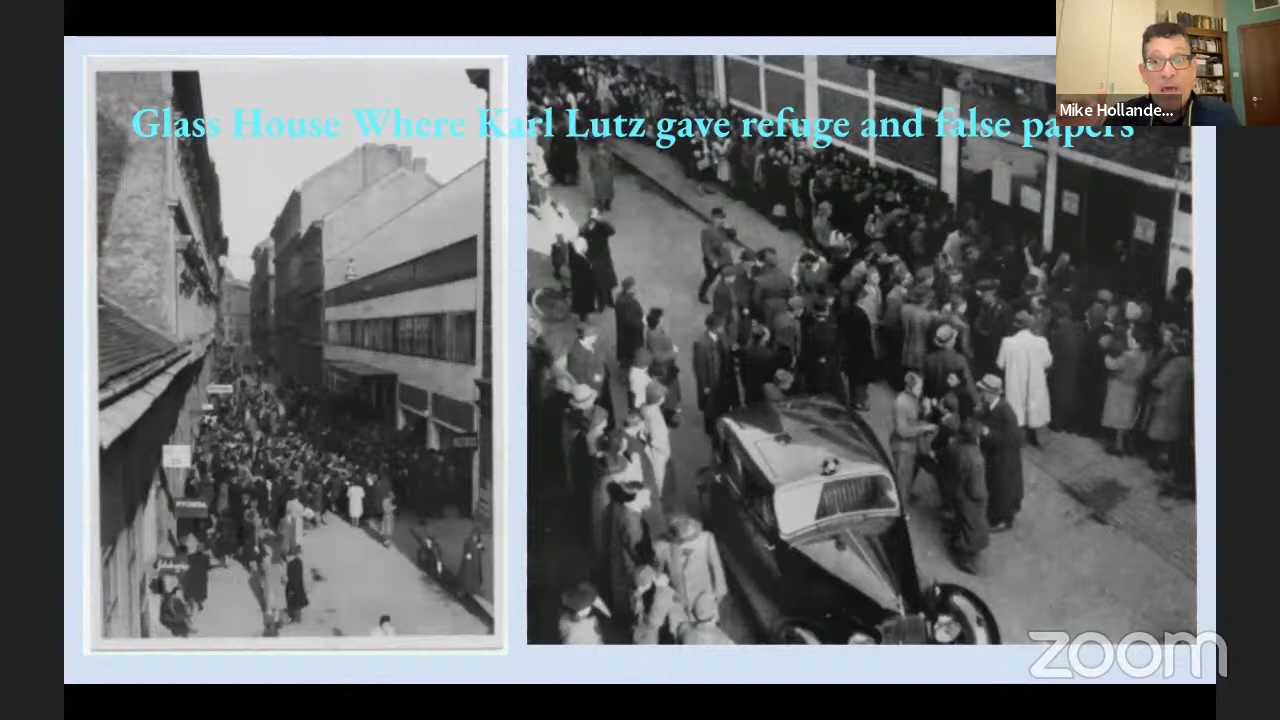 Mike Hollande...
Glass House Where Karl Lutz gave refuge and false papers
zoom